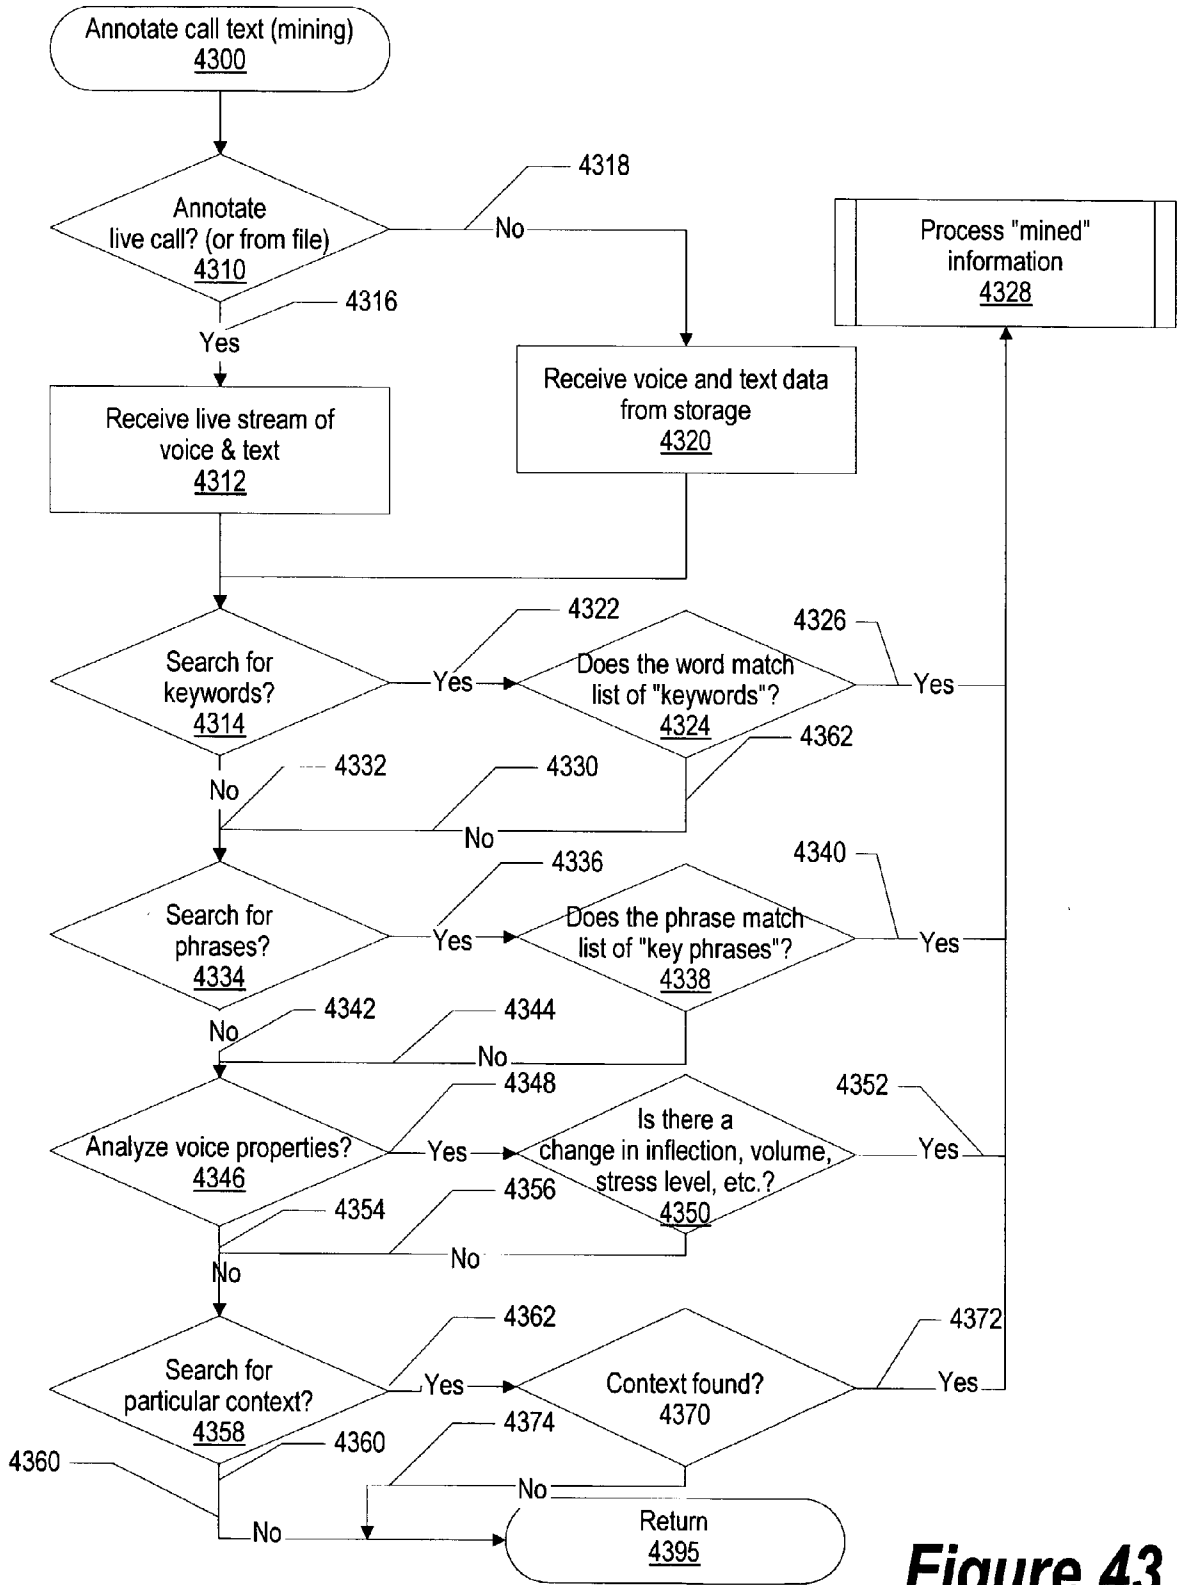 Annotate call text (mining)
4300
4318
Annotate
live call? (or from file)
4310
No
Process "mined"
information
4328
4316
Yes
Receive live stream of
voice & text
4312
Receive voice and text data
from storage
4320
4322
4326
Search for
keywords?
4314
Yes
Does the word match
list of "keywords"?
4324
Yes
4362
4332
4330
No
No
4336
4340
Search for
phrases?
4334
Yes
Does the phrase match
list of "key phrases"?
4338
Yes
4342
4344
No
No
4348
4352
Analyze voice properties?
4346
Yes
Is there a
change in inflection, volume,
stress level, etc.?
4350
Yes
4354
4356
No
No
4362
4372
Search for
particular context?
4358
Yes
Context found?
4370
Yes
4374
4360
4360
No
No
Return
4395
Figure 43